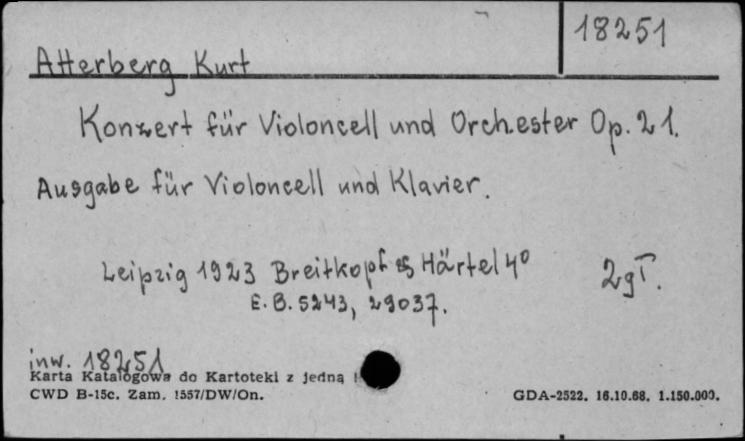 18251
Atterberg Kurt
Konzert für Violoncell und Orchester Op. 21.
Ausgabe für Violoncell und Klavier.
Leipzig 1923 Breitkopf & Härtel 4° 2gT.
E. B. 5243, 29037.
inw. 18251
Karta Katalogowa do Kartoteki z jedną
CWD B-15c. Zam. 1557/DW/On. GDA-2522. 16.10.68. 1.150.000.